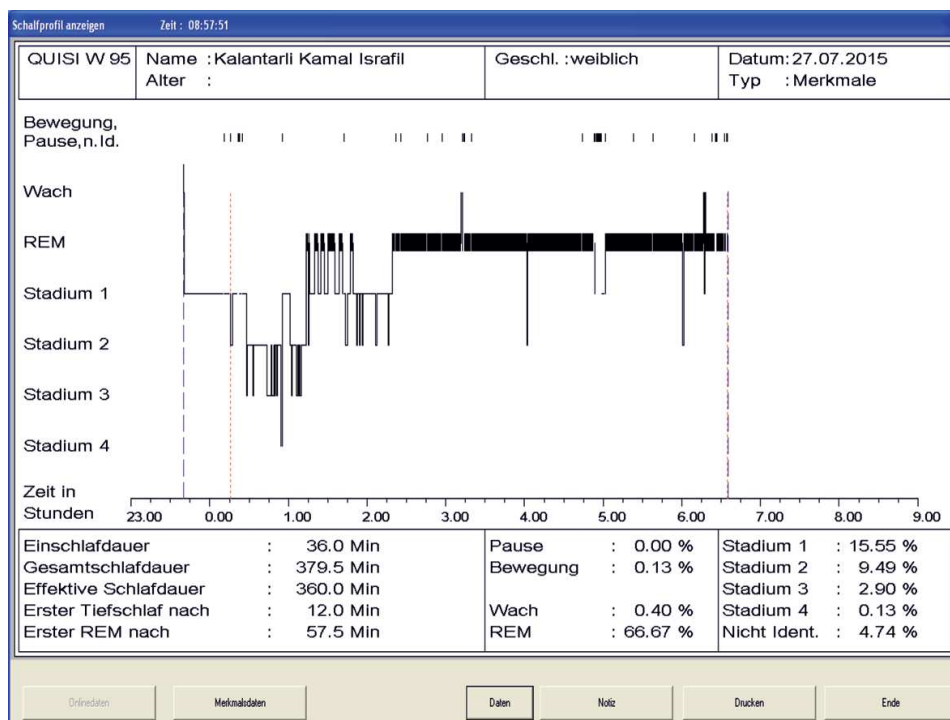 Schalfprofil anzeigen Zeit : 08:57:51
QUISI W 95 Name : Kalantarli Kamal Israfil Geschl. : weiblich Datum: 27.07.2015
Alter : Typ : Merkmale
Bewegung,
Pause,n.Id.
Wach
REM
Stadium 1
Stadium 2
Stadium 3
Stadium 4
Zeit in
Stunden 23.00 0.00 1.00 2.00 3.00 4.00 5.00 6.00 7.00 8.00 9.00
Einschlafdauer : 36.0 Min Pause : 0.00 % Stadium 1 : 15.55 %
Gesamtschlafdauer : 379.5 Min Bewegung : 0.13 % Stadium 2 : 9.49 %
Effektive Schlafdauer : 360.0 Min Stadium 3 : 2.90 %
Erster Tiefschlaf nach : 12.0 Min Wach : 0.40 % Stadium 4 : 0.13 %
Erster REM nach : 57.5 Min REM : 66.67 % Nicht Ident. : 4.74 %
Onlinedaten Merkmalsdaten Daten Notiz Drucken Ende